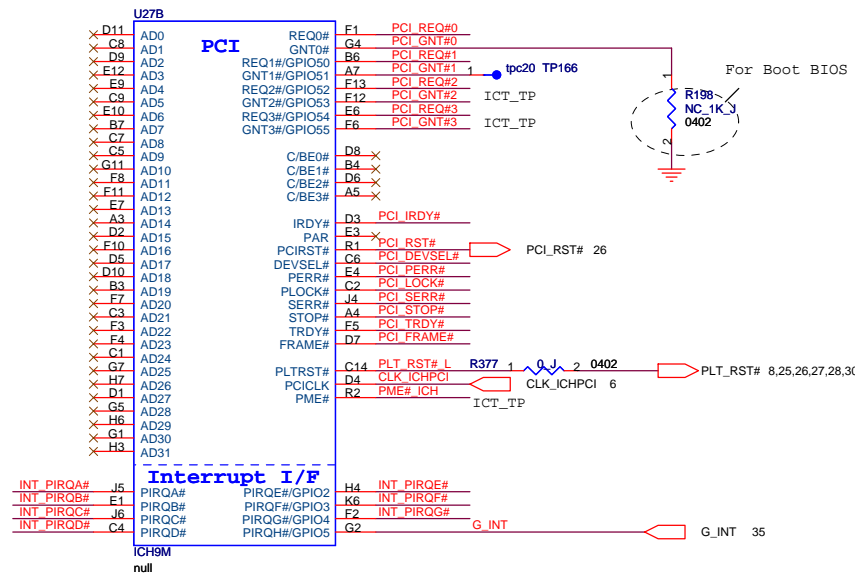 U27B
PCI
D11 AD0 REQ0# F1 PCI_REQ#0
C8 AD1 GNT0# G4 PCI_GNT#0
D9 AD2 REQ1#/GPIO50 B6 PCI_REQ#1
E12 AD3 GNT1#/GPIO51 A7 PCI_GNT#1 1 tpc20 TP166
E9 AD4 REQ2#/GPIO52 F13 PCI_REQ#2
C9 AD5 GNT2#/GPIO53 F12 PCI_GNT#2 ICT_TP
E10 AD6 REQ3#/GPIO54 E6 PCI_REQ#3
B7 AD7 GNT3#/GPIO55 F6 PCI_GNT#3 ICT_TP
C7 AD8
C5 AD9 C/BE0# D8
G11 AD10 C/BE1# B4
F8 AD11 C/BE2# D6
F11 AD12 C/BE3# A5
E7 AD13
A3 AD14 IRDY# D3 PCI_IRDY#
D2 AD15 PAR E3
F10 AD16 PCIRST# R1 PCI_RST# PCI_RST# 26
D5 AD17 DEVSEL# C6 PCI_DEVSEL#
D10 AD18 PERR# E4 PCI_PERR#
B3 AD19 PLOCK# C2 PCI_LOCK#
F7 AD20 SERR# J4 PCI_SERR#
C3 AD21 STOP# A4 PCI_STOP#
F3 AD22 TRDY# F5 PCI_TRDY#
F4 AD23 FRAME# D7 PCI_FRAME#
C1 AD24
G7 AD25 PLTRST# C14 PLT_RST#_L R377 1 0_J 2 0402 PLT_RST# 8,25,26,27,28,30
H7 AD26 PCICLK D4 CLK_ICHPCI CLK_ICHPCI 6
D1 AD27 PME# R2 PME#_ICH ICT_TP
G5 AD28
H6 AD29
G1 AD30
H3 AD31
For Boot BIOS
1
R198
NC_1K_J
0402
2
Interrupt I/F
INT_PIRQA# J5 PIRQA# PIRQE#/GPIO2 H4 INT_PIRQE#
INT_PIRQB# E1 PIRQB# PIRQF#/GPIO3 K6 INT_PIRQF#
INT_PIRQC# J6 PIRQC# PIRQG#/GPIO4 F2 INT_PIRQG#
INT_PIRQD# C4 PIRQD# PIRQH#/GPIO5 G2 G_INT G_INT 35
ICH9M
null